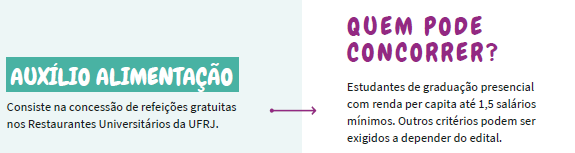 AUXÍLIO ALIMENTAÇÃO
Consiste na concessão de refeições gratuitas
nos Restaurantes Universitários da UFRJ.
QUEM PODE
CONCORRER?
Estudantes de graduação presencial
com renda per capita até 1,5 salários
mínimos. Outros critérios podem ser
exigidos a depender do edital.